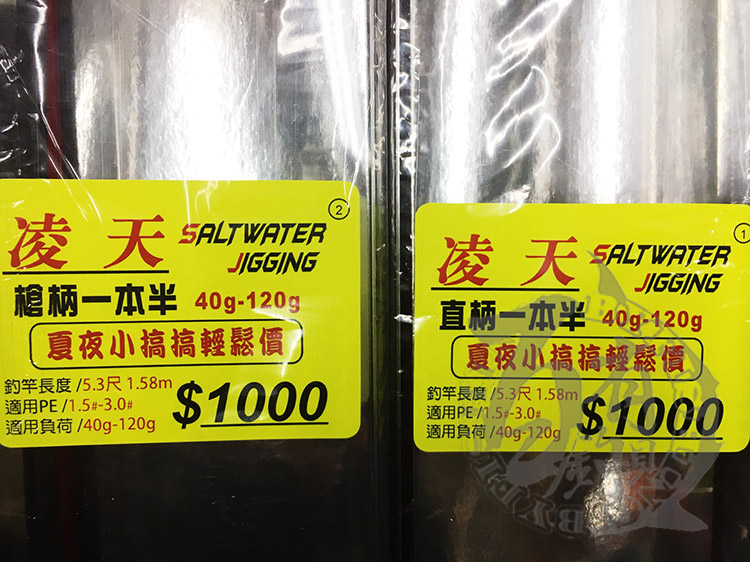 ②
凌天 SALTWATER
JIGGING
槍柄一本半 40g-120g
夏夜小搞搞輕鬆價
釣竿長度/5.3尺 1.58m
適用PE/1.5#-3.0#
適用負荷/40g-120g
$1000
①
凌天 SALTWATER
JIGGING
直柄一本半 40g-120g
夏夜小搞搞輕鬆價
釣竿長度/5.3尺 1.58m
適用PE/1.5#-3.0#
適用負荷/40g-120g
$1000